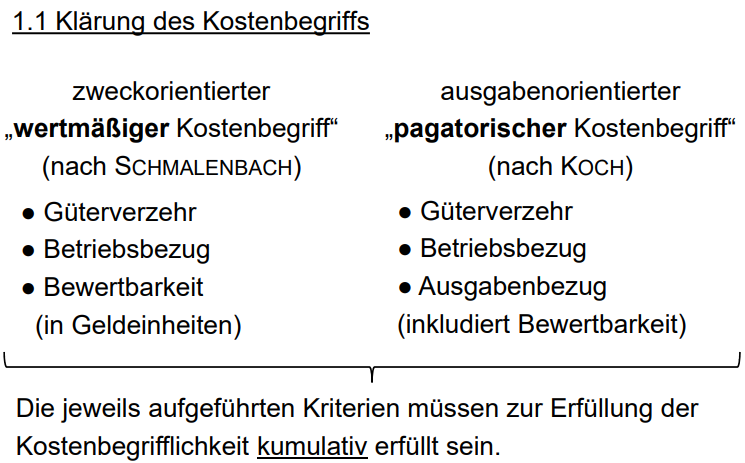 1.1 Klärung des Kostenbegriffs
zweckorientierter
„wertmäßiger Kostenbegriff“
(nach SCHMALENBACH)
● Güterverzehr
● Betriebsbezug
● Bewertbarkeit
(in Geldeinheiten)
ausgabenorientierter
„pagatorischer Kostenbegriff“
(nach KOCH)
● Güterverzehr
● Betriebsbezug
● Ausgabenbezug
(inkludiert Bewertbarkeit)
Die jeweils aufgeführten Kriterien müssen zur Erfüllung der
Kostenbegrifflichkeit kumulativ erfüllt sein.